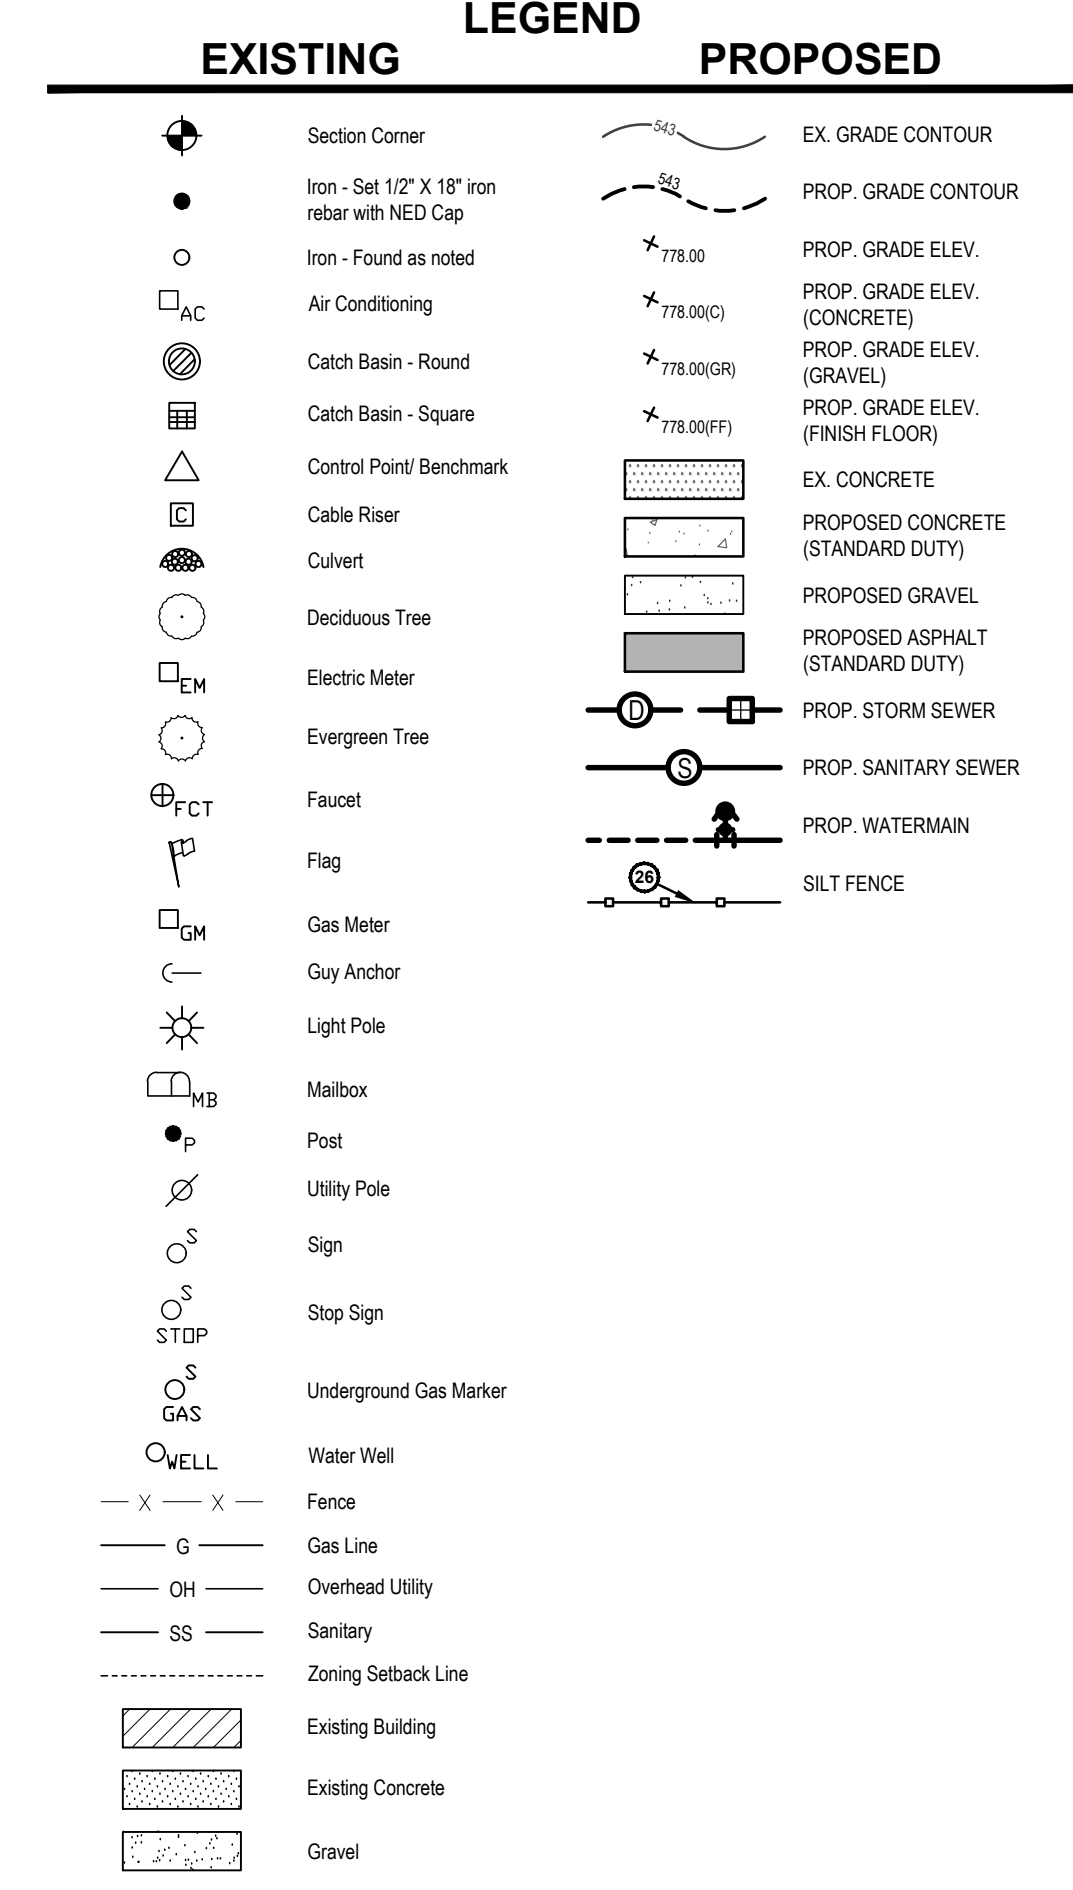 LEGEND
EXISTING
PROPOSED
Section Corner
Iron - Set 1/2" X 18" iron
rebar with NED Cap
Iron - Found as noted
AC
Air Conditioning
Catch Basin - Round
Catch Basin - Square
Control Point/ Benchmark
C
Cable Riser
Culvert
Deciduous Tree
EM
Electric Meter
Evergreen Tree
FCT
Faucet
Flag
GM
Gas Meter
Guy Anchor
Light Pole
MB
Mailbox
P
Post
Utility Pole
S
Sign
S
STOP
Stop Sign
S
GAS
Underground Gas Marker
WELL
Water Well
X X
Fence
G
Gas Line
OH
Overhead Utility
SS
Sanitary
Zoning Setback Line
Existing Building
Existing Concrete
Gravel
543
EX. GRADE CONTOUR
543
PROP. GRADE CONTOUR
778.00
PROP. GRADE ELEV.
778.00(C)
PROP. GRADE ELEV.
(CONCRETE)
778.00(GR)
PROP. GRADE ELEV.
(GRAVEL)
778.00(FF)
PROP. GRADE ELEV.
(FINISH FLOOR)
EX. CONCRETE
PROPOSED CONCRETE
(STANDARD DUTY)
PROPOSED GRAVEL
PROPOSED ASPHALT
(STANDARD DUTY)
D
PROP. STORM SEWER
S
PROP. SANITARY SEWER
PROP. WATERMAIN
26
SILT FENCE